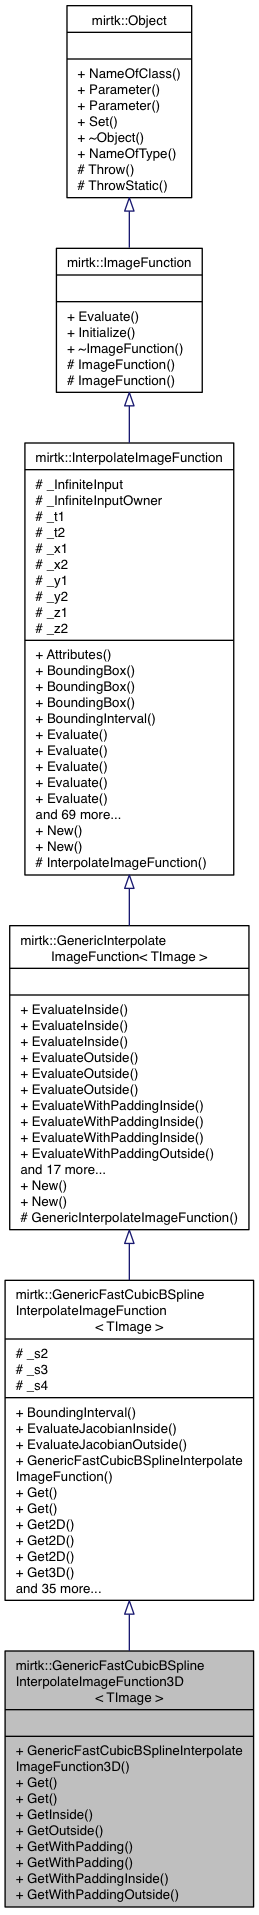 mirtk::Object
+ NameOfClass()
+ Parameter()
+ Parameter()
+ Set()
+ ~Object()
+ NameOfType()
# Throw()
# ThrowStatic()
mirtk::ImageFunction
+ Evaluate()
+ Initialize()
+ ~ImageFunction()
# ImageFunction()
# ImageFunction()
mirtk::InterpolateImageFunction
# _InfiniteInput
# _InfiniteInputOwner
# _t1
# _t2
# _x1
# _x2
# _y1
# _y2
# _z1
# _z2
+ Attributes()
+ BoundingBox()
+ BoundingBox()
+ BoundingBox()
+ BoundingInterval()
+ Evaluate()
+ Evaluate()
+ Evaluate()
+ Evaluate()
+ Evaluate()
and 69 more...
+ New()
+ New()
# InterpolateImageFunction()
mirtk::GenericInterpolate
ImageFunction< TImage >
+ EvaluateInside()
+ EvaluateInside()
+ EvaluateInside()
+ EvaluateOutside()
+ EvaluateOutside()
+ EvaluateOutside()
+ EvaluateWithPaddingInside()
+ EvaluateWithPaddingInside()
+ EvaluateWithPaddingInside()
+ EvaluateWithPaddingOutside()
and 17 more...
+ New()
+ New()
# GenericInterpolateImageFunction()
mirtk::GenericFastCubicBSpline
InterpolateImageFunction
< TImage >
# _s2
# _s3
# _s4
+ BoundingInterval()
+ EvaluateJacobianInside()
+ EvaluateJacobianOutside()
+ GenericFastCubicBSplineInterpolate
ImageFunction()
+ Get()
+ Get()
+ Get2D()
+ Get2D()
+ Get2D()
+ Get3D()
and 35 more...
mirtk::GenericFastCubicBSpline
InterpolateImageFunction3D
< TImage >
+ GenericFastCubicBSplineInterpolate
ImageFunction3D()
+ Get()
+ Get()
+ GetInside()
+ GetOutside()
+ GetWithPadding()
+ GetWithPadding()
+ GetWithPaddingInside()
+ GetWithPaddingOutside()